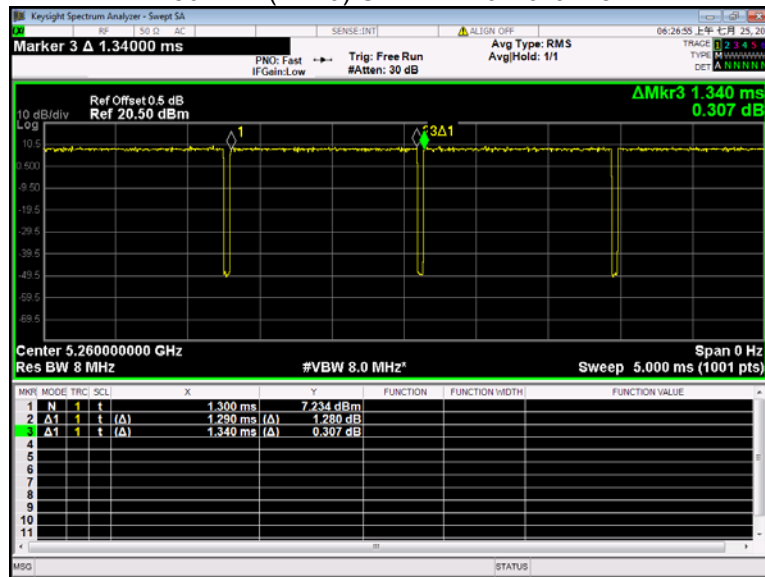 Keysight Spectrum Analyzer - Swept SA
RF 50 Ω AC SENSE:INT ALIGN OFF 06:26:55 上午 七月 25, 20
Marker 3 Δ 1.34000 ms Avg Type: RMS TRACE 1 2 3 4 5
PNO: Fast Trig: Free Run Avg|Hold: 1/1 TYPE
IFGain:Low #Atten: 30 dB DET A N N N N N
Ref Offset 0.5 dB ΔMkr3 1.340 ms
10 dB/div Ref 20.50 dBm 0.307 dB
Log
1 3Δ1
10.5
0.500
-9.50
-19.5
-29.5
-39.5
-49.5
-59.5
-69.5
Center 5.260000000 GHz Span 0 Hz
Res BW 8 MHz #VBW 8.0 MHz* Sweep 5.000 ms (1001 pts)
MKR MODE TRC SCL X Y FUNCTION FUNCTION WIDTH FUNCTION VALUE
1 N 1 t 1.300 ms 7.234 dBm
2 Δ1 1 t (Δ) 1.290 ms (Δ) 1.280 dB
3 Δ1 1 t (Δ) 1.340 ms (Δ) 0.307 dB
4
5
6
7
8
9
10
11
MSG STATUS